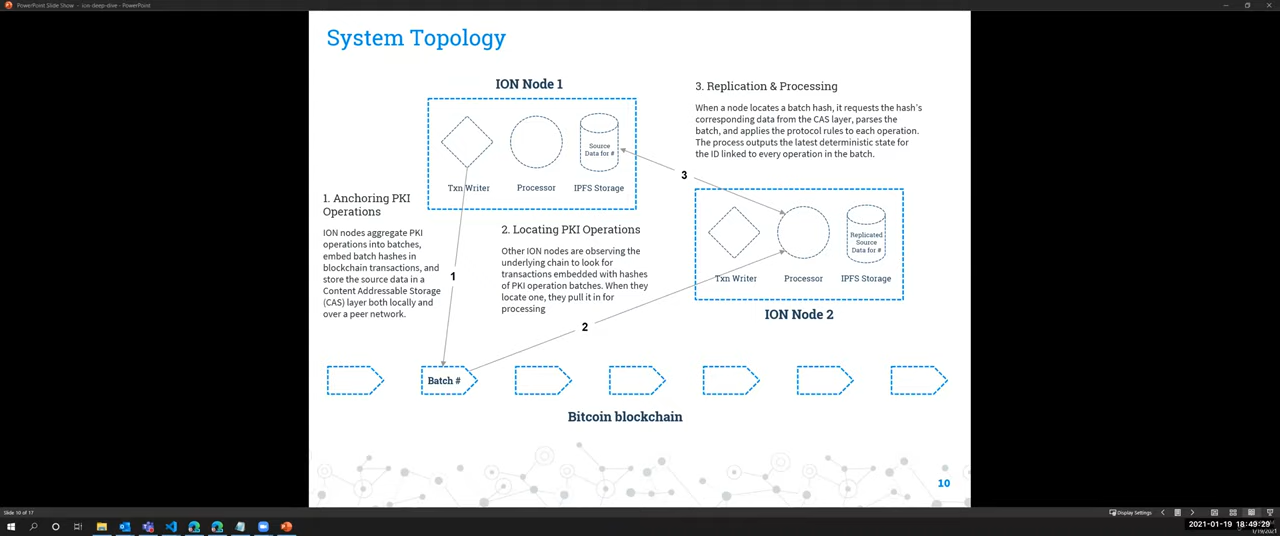 PowerPoint Slide Show - ion-deep-dive - PowerPoint
System Topology
ION Node 1
Source
Data for #
Txn Writer
Processor
IPFS Storage
1. Anchoring PKI
Operations
ION nodes aggregate PKI
operations into batches,
embed batch hashes in
blockchain transactions, and
store the source data in a
Content Addressable Storage
(CAS) layer both locally and
over a peer network.
1
2. Locating PKI Operations
Other ION nodes are observing the
underlying chain to look for
transactions embedded with hashes
of PKI operation batches. When they
locate one, they pull it in for
processing
2
3. Replication & Processing
When a node locates a batch hash, it requests the hash's
corresponding data from the CAS layer, parses the
batch, and applies the protocol rules to each operation.
The process outputs the latest deterministic state for
the ID linked to every operation in the batch.
3
Replicated
Source
Data for #
Txn Writer
Processor
IPFS Storage
ION Node 2
Batch #
Bitcoin blockchain
10
Slide 10 of 17
Display Settings
2021-01-19 18:49:29
1/19/2021